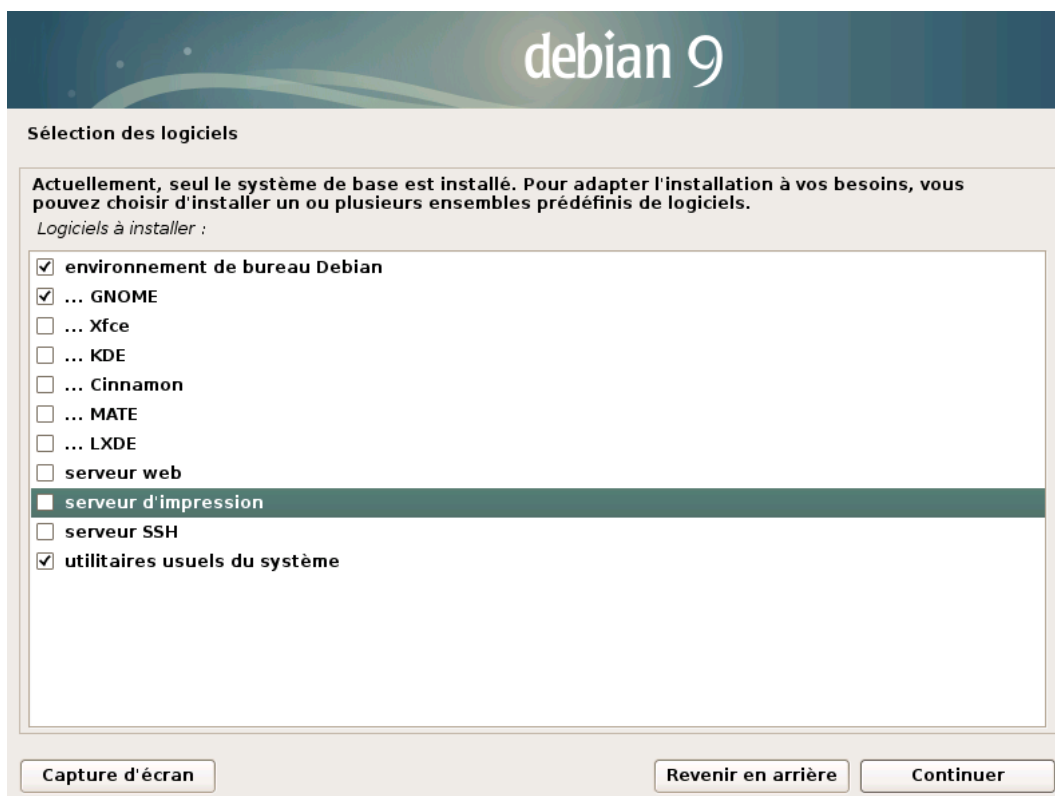 debian 9
Sélection des logiciels
Actuellement, seul le système de base est installé. Pour adapter l'installation à vos besoins, vous
pouvez choisir d'installer un ou plusieurs ensembles prédéfinis de logiciels.
Logiciels à installer :
environnement de bureau Debian
... GNOME
... Xfce
... KDE
... Cinnamon
... MATE
... LXDE
serveur web
serveur d'impression
serveur SSH
utilitaires usuels du système
Capture d'écran
Revenir en arrière
Continuer